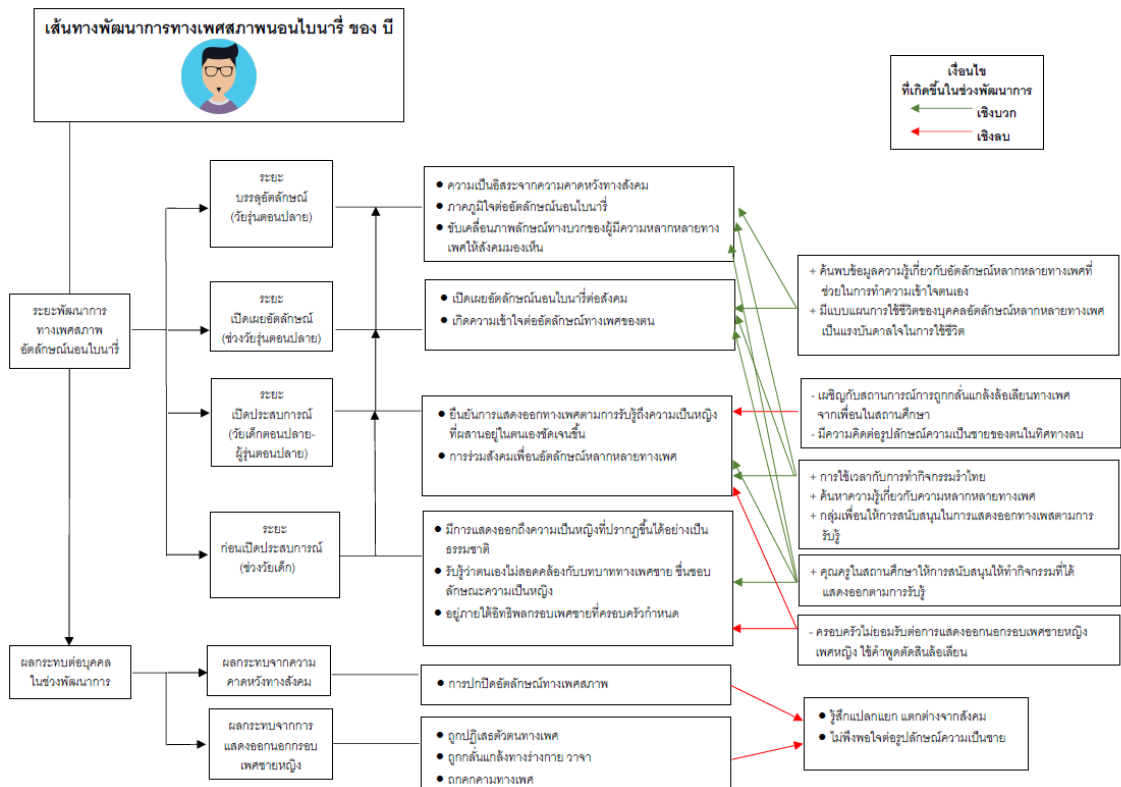 เส้นทางพัฒนาการทางเพศสภาพนอนไบนารี่ ของ บี
เงื่อนไข
ที่เกิดขึ้นในช่วงพัฒนาการ
เชิงบวก
เชิงลบ
ระยะพัฒนาการ
ทางเพศสภาพ
อัตลักษณ์นอนไบนารี่
ระยะ
บรรลุอัตลักษณ์
(วัยรุ่นตอนปลาย)
● ความเป็นอิสระจากความคาดหวังทางสังคม
● ภาคภูมิใจต่ออัตลักษณ์นอนไบนารี่
● ขับเคลื่อนภาพลักษณ์ทางบวกของผู้มีความหลากหลายทาง
เพศให้สังคมมองเห็น
ระยะ
เปิดเผยอัตลักษณ์
(ช่วงวัยรุ่นตอนปลาย)
● เปิดเผยอัตลักษณ์นอนไบนารี่ต่อสังคม
● เกิดความเข้าใจต่ออัตลักษณ์ทางเพศของตน
+ ค้นพบข้อมูลความรู้เกี่ยวกับอัตลักษณ์หลากหลายทางเพศที่
ช่วยในการทำความเข้าใจตนเอง
+ มีแบบแผนการใช้ชีวิตของบุคคลอัตลักษณ์หลากหลายทางเพศ
เป็นแรงบันดาลใจในการใช้ชีวิต
ระยะ
เปิดประสบการณ์
(วัยเด็กตอนปลาย-
ผู้รุ่นตอนปลาย)
● ยืนยันการแสดงออกทางเพศตามการรับรู้ถึงความเป็นหญิง
ที่ผสานอยู่ในตนเองชัดเจนขึ้น
● การร่วมสังคมเพื่อนอัตลักษณ์หลากหลายทางเพศ
- เผชิญกับสถานการณ์การถูกกลั่นแกล้งล้อเลียนทางเพศ
จากเพื่อนในสถานศึกษา
- มีความคิดต่อรูปลักษณ์ความเป็นชายของตนในทิศทางลบ
+ การใช้เวลากับการทำกิจกรรมรำไทย
+ ค้นหาความรู้เกี่ยวกับความหลากหลายทางเพศ
+ กลุ่มเพื่อนให้การสนับสนุนในการแสดงออกทางเพสตามการ
รับรู้
ระยะ
ก่อนเปิดประสบการณ์
(ช่วงวัยเด็ก)
● มีการแสดงออกถึงความเป็นหญิงที่ปรากฏขึ้นได้อย่างเป็น
ธรรมชาติ
● รับรู้ว่าตนเองไม่สอดคล้องกับบทบาททางเพศชาย ชื่นชอบ
ลักษณะความเป็นหญิง
● อยู่ภายใต้อิทธิพลกรอบเพศชายที่ครอบครัวกำหนด
+ คุณครูในสถานศึกษาให้การสนับสนุนให้ทำกิจกรรมที่ได้
แสดงออกตามการรับรู้
- ครอบครัวไม่ยอมรับต่อการแสดงออกนอกรอบเพศชายหญิง
เพศหญิง ใช้คำพูดตัดสินล้อเลียน
ผลกระทบต่อบุคคล
ในช่วงพัฒนาการ
ผลกระทบจากความ
คาดหวังทางสังคม
● การปกปิดอัตลักษณ์ทางเพศสภาพ
ผลกระทบจากการ
แสดงออกนอกกรอบ
เพศชายหญิง
● ถูกปฏิเสธตัวตนทางเพศ
● ถูกกลั่นแกล้งทางร่างกาย วาจา
● ถูกคุกคามทางเพศ
● รู้สึกแปลกแยก แตกต่างจากสังคม
● ไม่พึงพอใจต่อรูปลักษณ์ความเป็นชาย